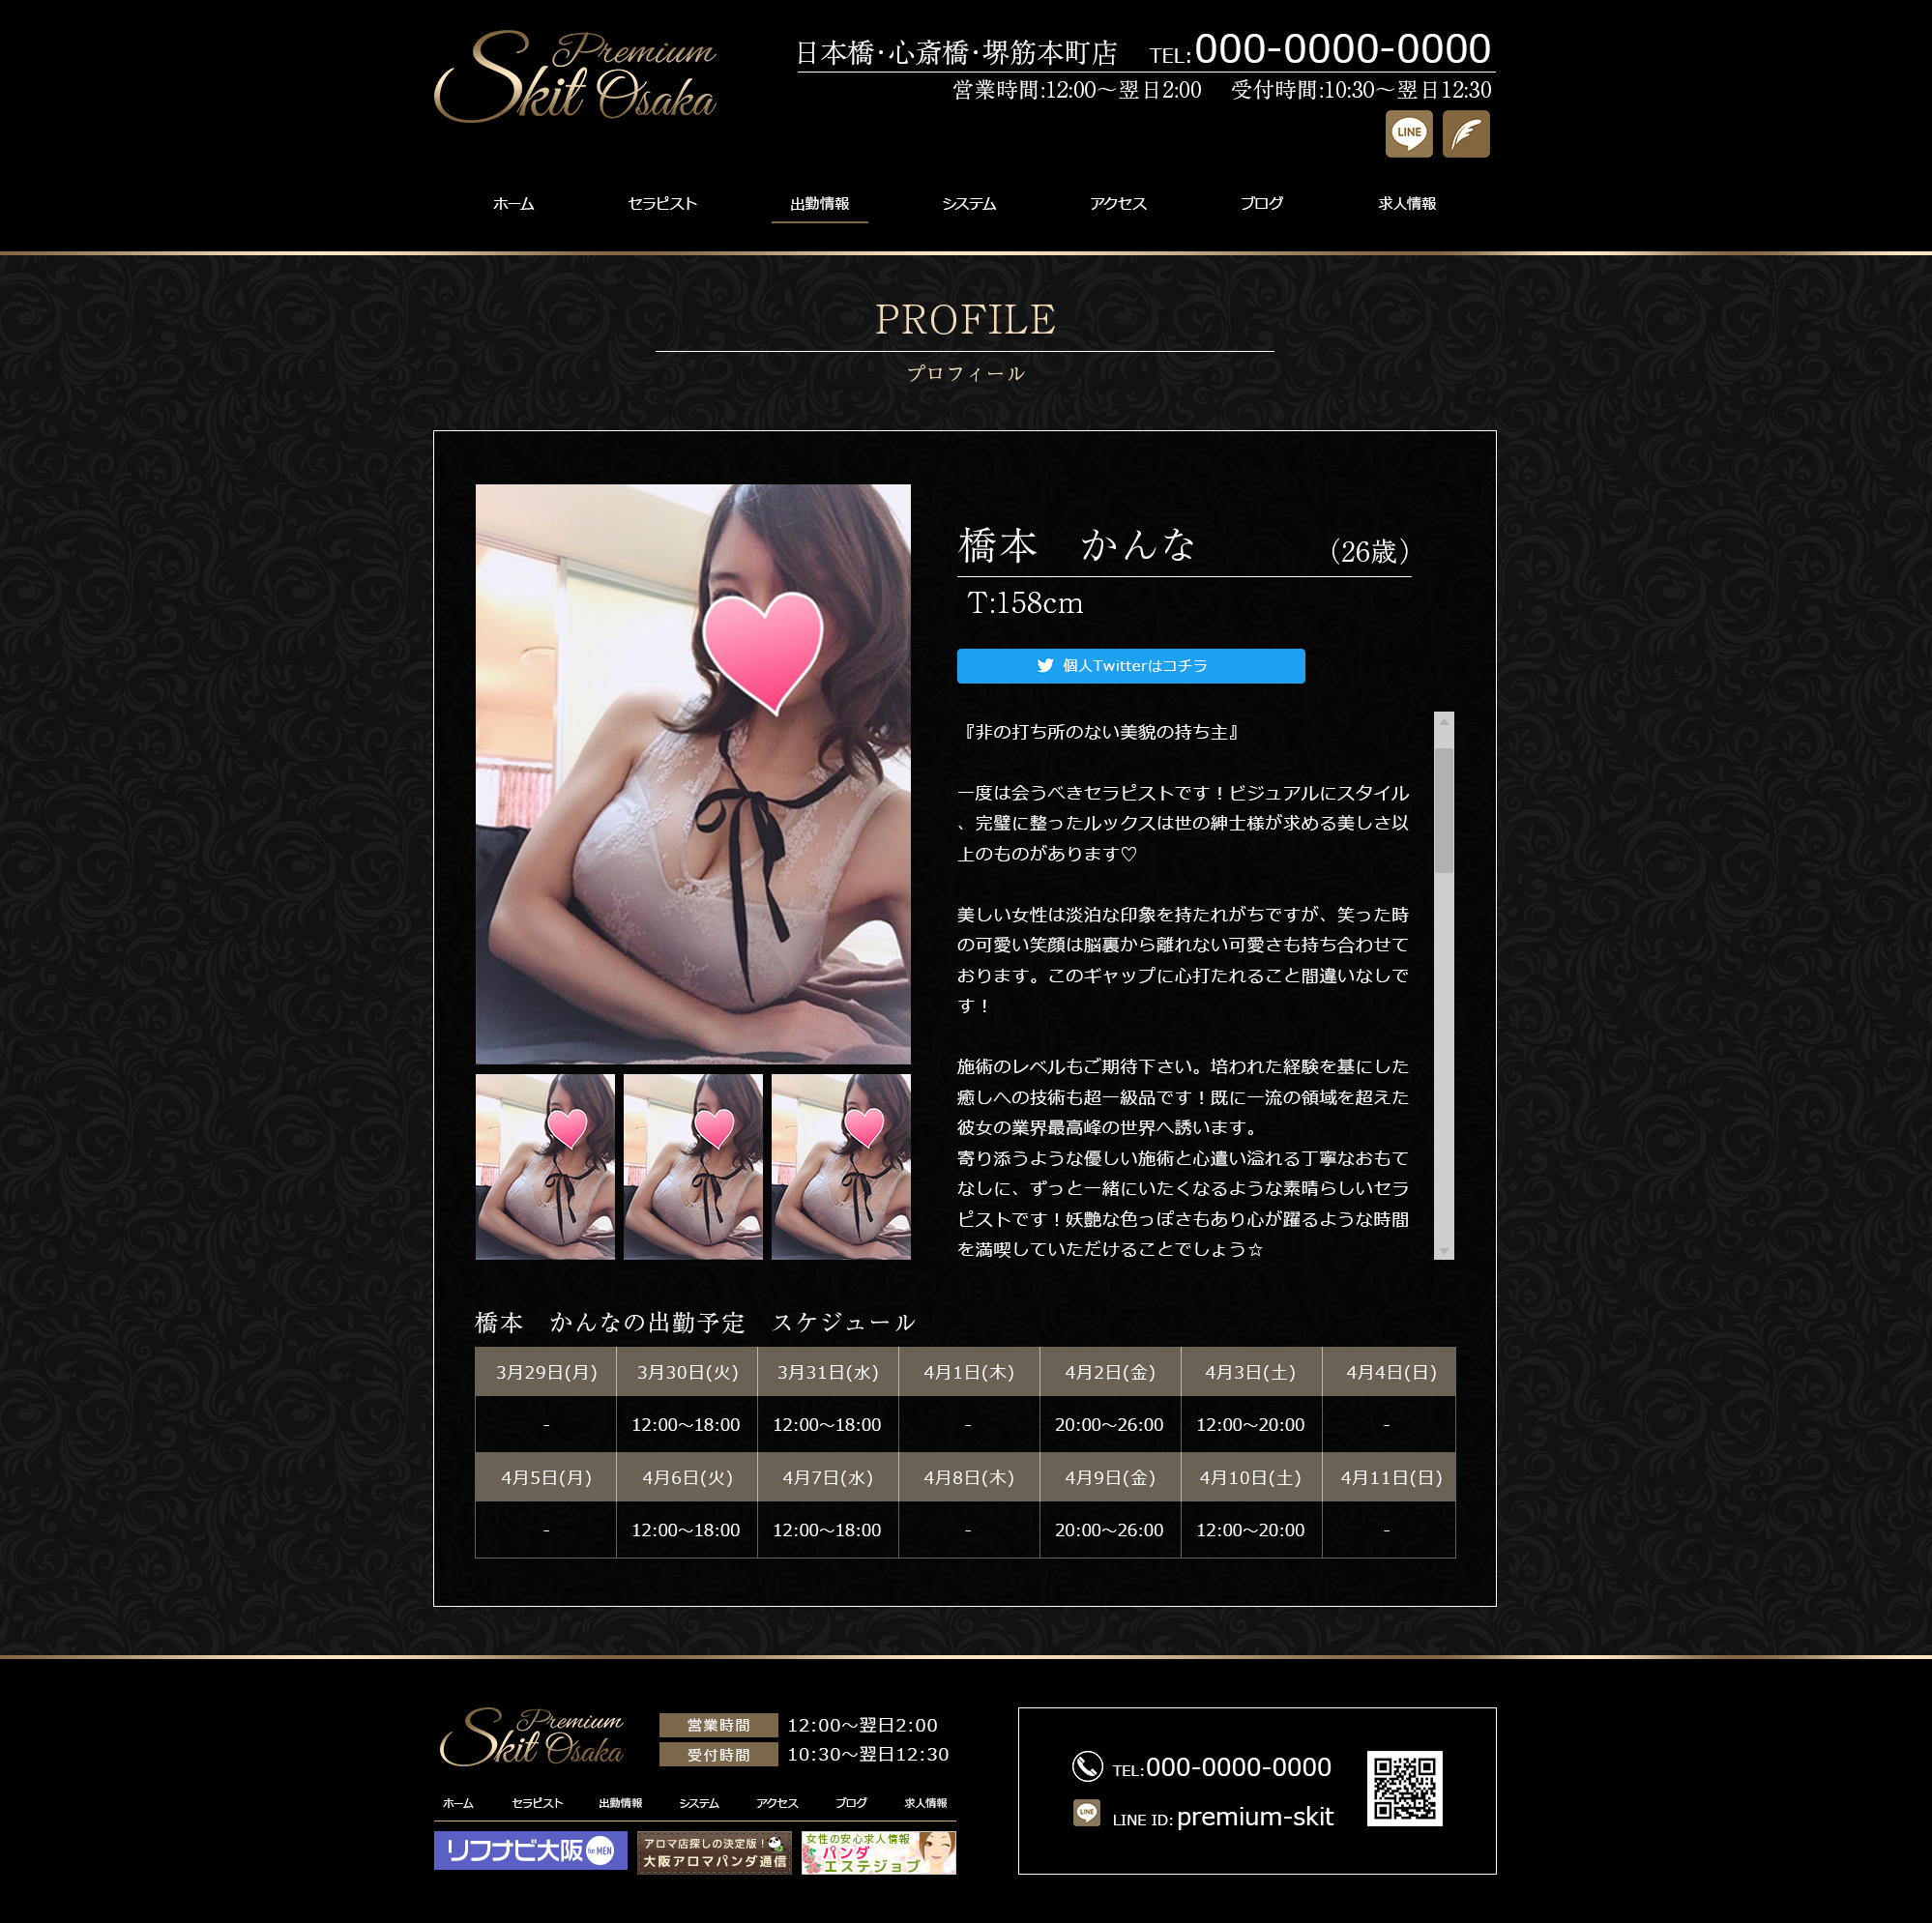 Premium
Skit Osaka
日本橋･心斎橋･堺筋本町店 TEL:000-0000-0000
営業時間:12:00～翌日2:00 受付時間:10:30～翌日12:30
LINE
ホーム セラピスト 出勤情報 システム アクセス ブログ 求人情報
PROFILE
プロフィール
橋本 かんな （26歳）
T:158cm
個人Twitterはコチラ
『非の打ち所のない美貌の持ち主』
一度は会うべきセラピストです！ビジュアルにスタイル
、完璧に整ったルックスは世の紳士様が求める美しさ以
上のものがあります♡
美しい女性は淡泊な印象を持たれがちですが、笑った時
の可愛い笑顔は脳裏から離れない可愛さも持ち合わせて
おります。このギャップに心打たれること間違いなしで
す！
施術のレベルもご期待下さい。培われた経験を基にした
癒しへの技術も超一級品です！既に一流の領域を超えた
彼女の業界最高峰の世界へ誘います。
寄り添うような優しい施術と心遣い溢れる丁寧なおもて
なしに、ずっと一緒にいたくなるような素晴らしいセラ
ピストです！妖艶な色っぽさもあり心が躍るような時間
を満喫していただけることでしょう☆
橋本 かんなの出勤予定 スケジュール
3月29日(月) 3月30日(火) 3月31日(水) 4月1日(木) 4月2日(金) 4月3日(土) 4月4日(日)
- 12:00～18:00 12:00～18:00 - 20:00～26:00 12:00～20:00 -
4月5日(月) 4月6日(火) 4月7日(水) 4月8日(木) 4月9日(金) 4月10日(土) 4月11日(日)
- 12:00～18:00 12:00～18:00 - 20:00～26:00 12:00～20:00 -
Premium
Skit Osaka
営業時間 12:00～翌日2:00
受付時間 10:30～翌日12:30
ホーム セラピスト 出勤情報 システム アクセス ブログ 求人情報
リフナビ大阪 for MEN
アロマ店探しの決定版！
大阪アロマパンダ通信
女性の安心求人情報
パンダ
エステジョブ
TEL:000-0000-0000
LINE
LINE ID: premium-skit